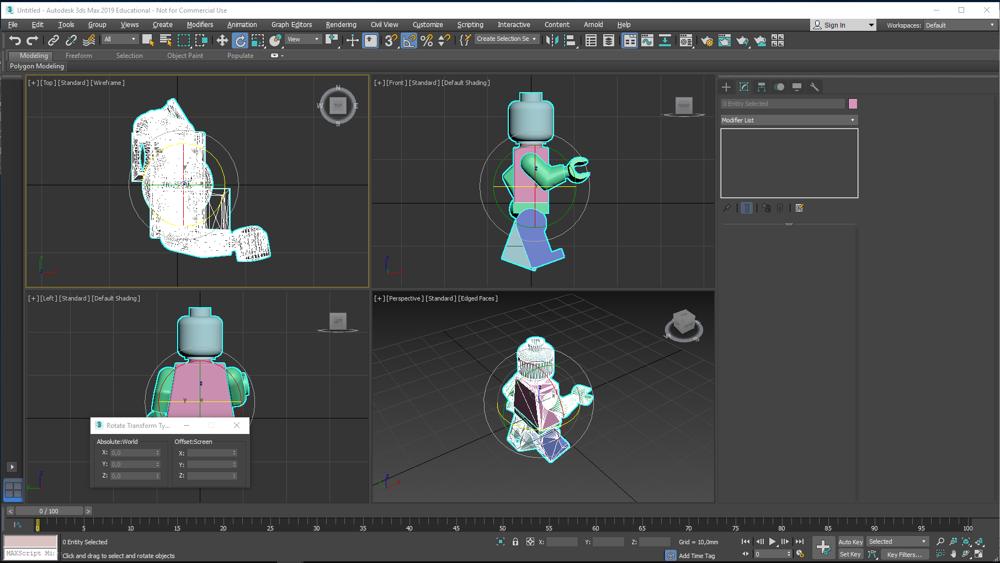 Untitled - Autodesk 3ds Max 2019 Educational - Not for Commercial Use
File Edit Tools Group Views Create Modifiers Animation Graph Editors Rendering Civil View Customize Scripting Interactive Content Arnold Help
Sign In Workspaces: Default
All View Create Selection Se
Modeling Freeform Selection Object Paint Populate
Polygon Modeling
[+] [Top] [Standard] [Wireframe]
N
W TOP E
S
y
x
[+] [Front] [Standard] [Default Shading]
FRONT
z
y
x
0 Entity Selected
Modifier List
[+] [Left] [Standard] [Default Shading]
LEFT
z
y x
[+] [Perspective] [Standard] [Edged Faces]
TOP
FRONT
W S
z
x
Rotate Transform Ty...
Absolute:World Offset:Screen
X: 0,0 X:
Y: 0,0 Y:
Z: 0,0 Z:
0 / 100
0 5 10 15 20 25 30 35 40 45 50 55 60 65 70 75 80 85 90 95 100
0 Entity Selected
X: Y: Z: Grid = 10,0mm
Auto Key Selected
MAXScript Mi
Click and drag to select and rotate objects
Add Time Tag
0
Set Key Key Filters...